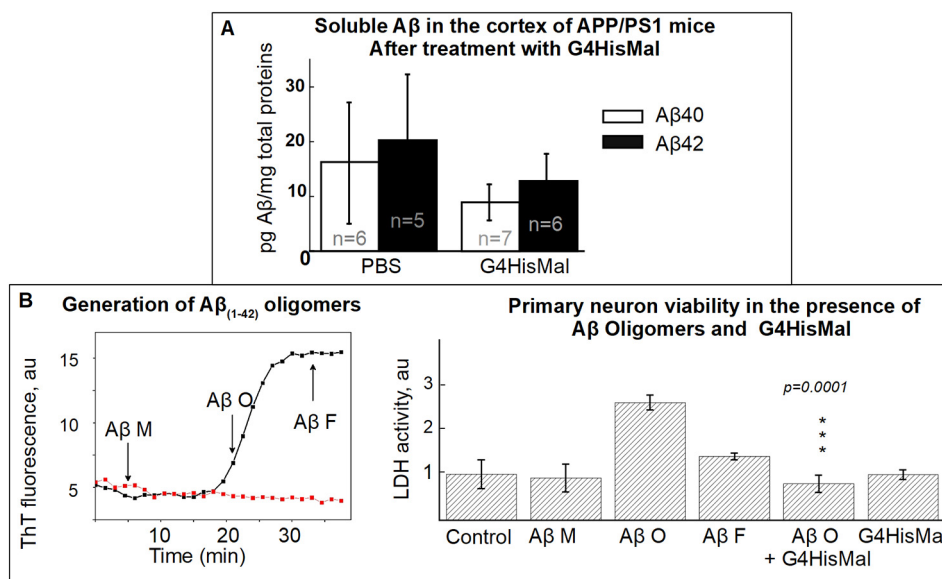 A
Soluble Aβ in the cortex of APP/PS1 mice
After treatment with G4HisMal
pg Aβ/mg total proteins
30
20
10
0
n=6
n=5
n=7
n=6
PBS
G4HisMal
Aβ40
Aβ42
B
Generation of Aβ(1-42) oligomers
ThT fluorescence, au
15
10
5
Aβ M
Aβ O
Aβ F
0
10
20
30
Time (min)
Primary neuron viability in the presence of
Aβ Oligomers and G4HisMal
LDH activity, au
3
2
1
p=0.0001
***
Control
Aβ M
Aβ O
Aβ F
Aβ O
+ G4HisMal
G4HisMal